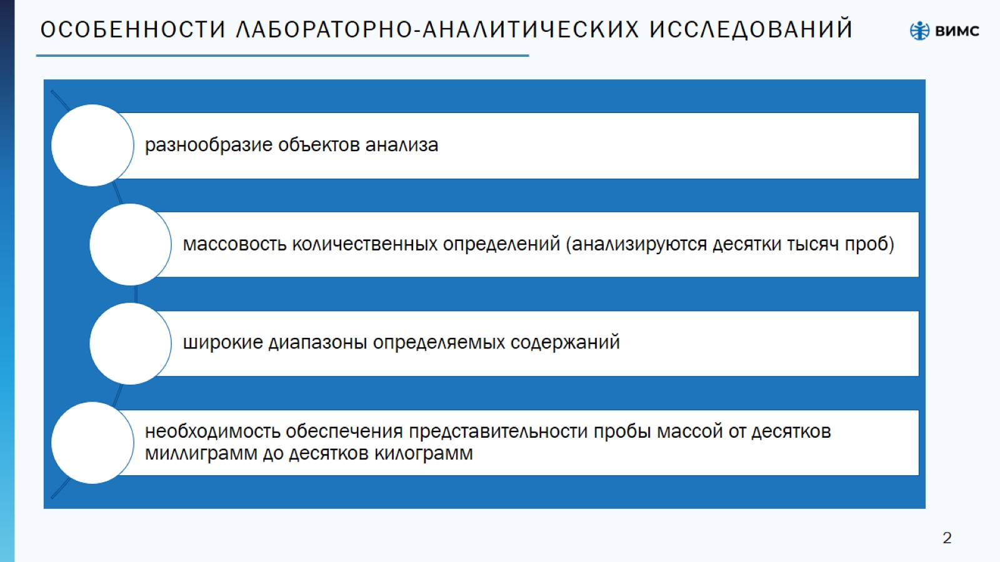 ОСОБЕННОСТИ ЛАБОРАТОРНО-АНАЛИТИЧЕСКИХ ИССЛЕДОВАНИЙ
ВИМС
разнообразие объектов анализа
массовость количественных определений (анализируются десятки тысяч проб)
широкие диапазоны определяемых содержаний
необходимость обеспечения представительности пробы массой от десятков
миллиграмм до десятков килограмм
2